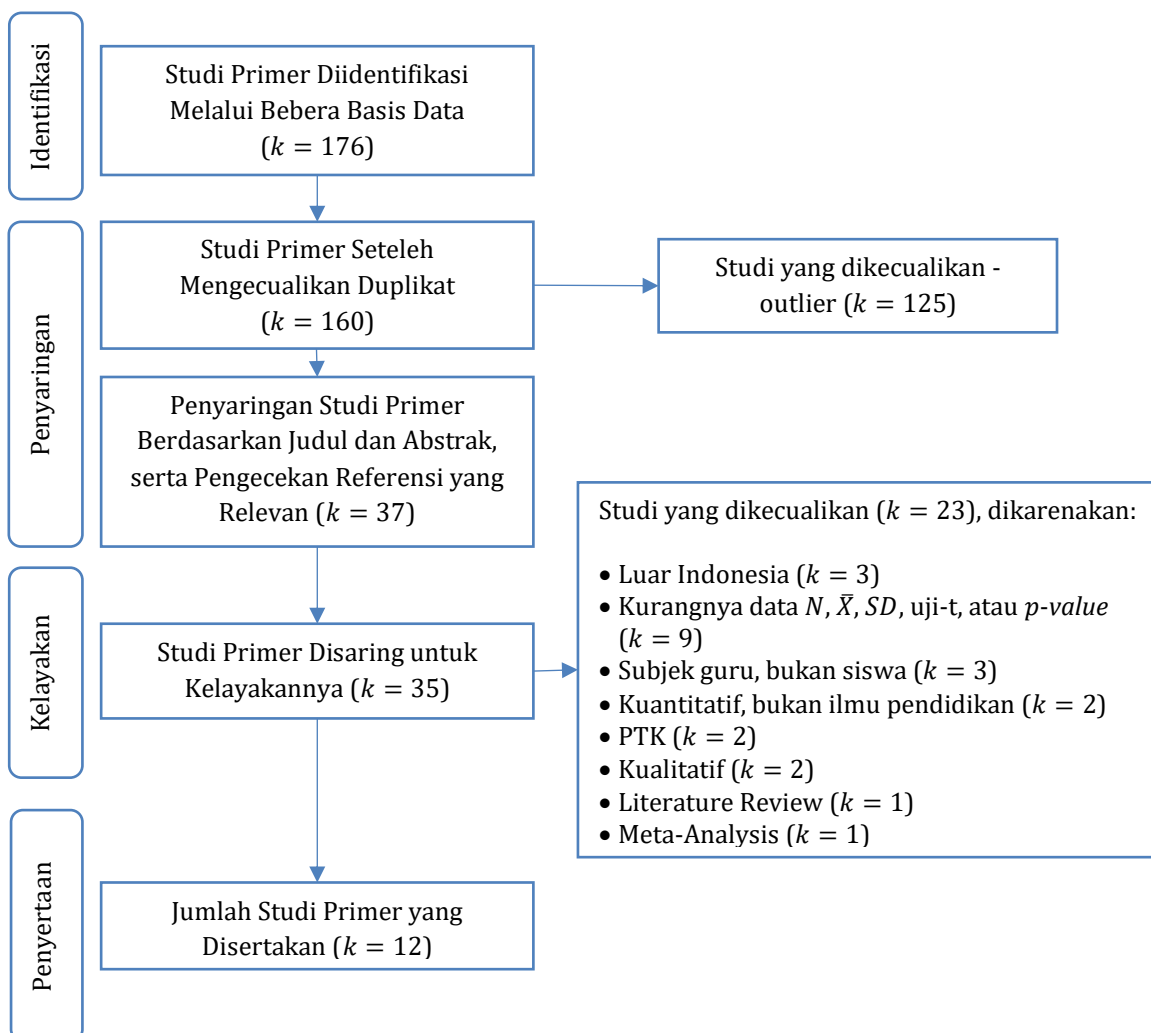 Identifikasi
Studi Primer Diidentifikasi
Melalui Bebera Basis Data
(k = 176)
Penyaringan
Studi Primer Seteleh
Mengecualikan Duplikat
(k = 160)
Studi yang dikecualikan -
outlier (k = 125)
Penyaringan Studi Primer
Berdasarkan Judul dan Abstrak,
serta Pengecekan Referensi yang
Relevan (k = 37)
Kelayakan
Studi Primer Disaring untuk
Kelayakannya (k = 35)
Studi yang dikecualikan (k = 23), dikarenakan:
• Luar Indonesia (k = 3)
• Kurangnya data N, X̄, SD, uji-t, atau p-value
(k = 9)
• Subjek guru, bukan siswa (k = 3)
• Kuantitatif, bukan ilmu pendidikan (k = 2)
• PTK (k = 2)
• Kualitatif (k = 2)
• Literature Review (k = 1)
• Meta-Analysis (k = 1)
Penyertaan
Jumlah Studi Primer yang
Disertakan (k = 12)